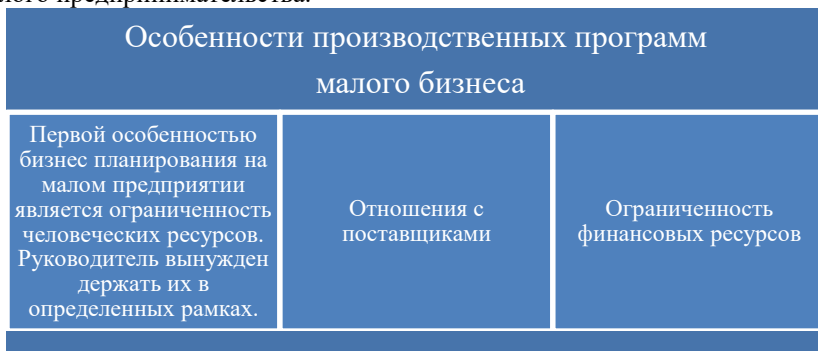 предпринимательства.
Особенности производственных программ
малого бизнеса
Первой особенностью
бизнес планирования на
малом предприятии
является ограниченность
человеческих ресурсов.
Руководитель вынужден
держать их в
определенных рамках.
Отношения с
поставщиками
Ограниченность
финансовых ресурсов